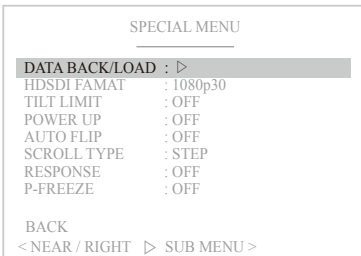 SPECIAL MENU
DATA BACK/LOAD : ▷
HDSDI FAMAT : 1080p30
TILT LIMIT : OFF
POWER UP : OFF
AUTO FLIP : OFF
SCROLL TYPE : STEP
RESPONSE : OFF
P-FREEZE : OFF
BACK
< NEAR / RIGHT ▷ SUB MENU >